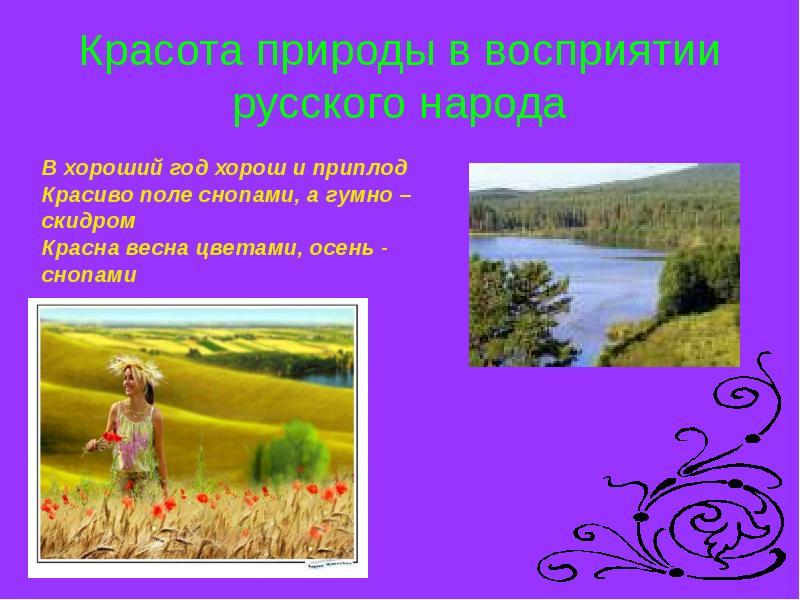 Красота природы в восприятии
русского народа
В хороший год хорош и приплод
Красиво поле снопами, а гумно –
скидром
Красна весна цветами, осень -
снопами